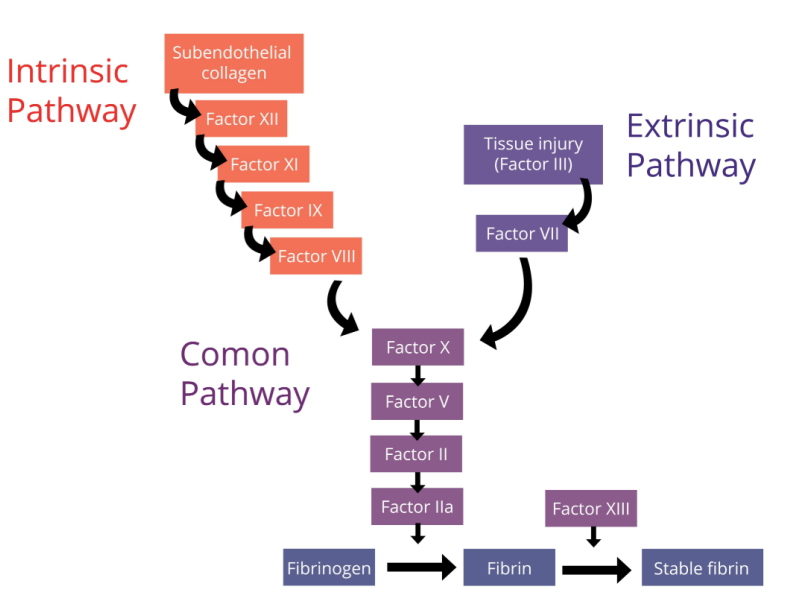 Intrinsic
Pathway
Subendothelial
collagen
Factor XII
Factor XI
Factor IX
Factor VIII
Extrinsic
Pathway
Tissue injury
(Factor III)
Factor VII
Comon
Pathway
Factor X
Factor V
Factor II
Factor IIa
Factor XIII
Fibrinogen
Fibrin
Stable fibrin